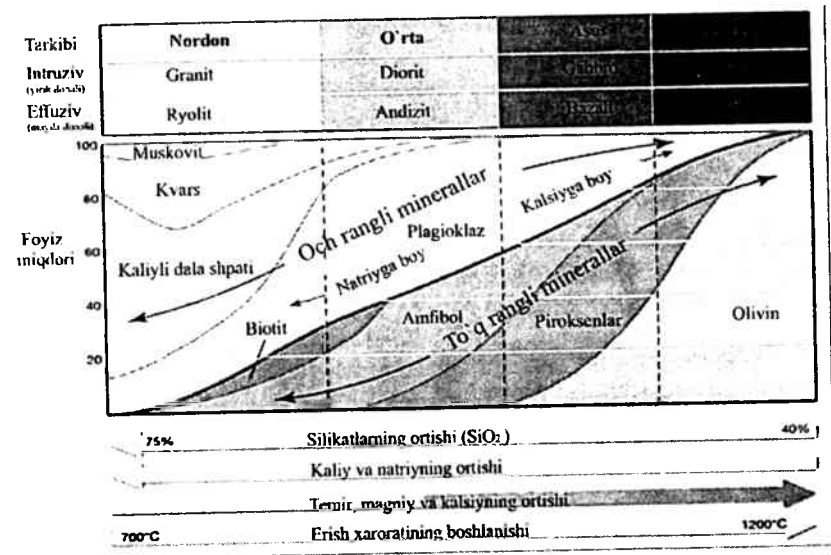 Tarkibi Nordon O`rta Asos
Intruziv Granit Diorit Gabbro
Effuziv Ryolit Andizit Bazalt
Foyiz
miqdori
100
80
60
40
20
Muskovit
Kvars
Kaliyli dala shpati
Och rangli minerallar
Plagioklaz
Kalsiyga boy
Natriyga boy
Biotit
Amfibol
To`q rangli minerallar
Piroksenlar
Olivin
75% Silikatlarning ortishi (SiO₂) 40%
Kaliy va natriyning ortishi
Temir, magniy va kalsiyning ortishi
700°C Erish xaroratining boshlanishi 1200°C